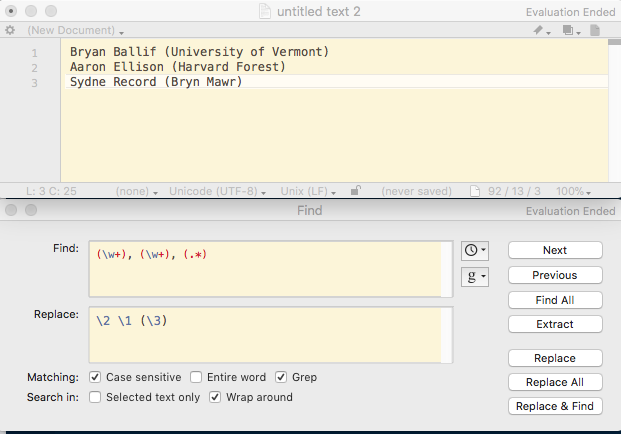 untitled text 2
Evaluation Ended
(New Document)
1 Bryan Ballif (University of Vermont)
2 Aaron Ellison (Harvard Forest)
3 Sydne Record (Bryn Mawr)
L: 3 C: 25 (none) Unicode (UTF-8) Unix (LF) (never saved) 92 / 13 / 3 100%
Find
Evaluation Ended
Find: (\w+), (\w+), (.*)
g
Next
Previous
Find All
Extract
Replace: \2 \1 (\3)
Replace
Matching: Case sensitive Entire word Grep
Replace All
Search in: Selected text only Wrap around
Replace & Find